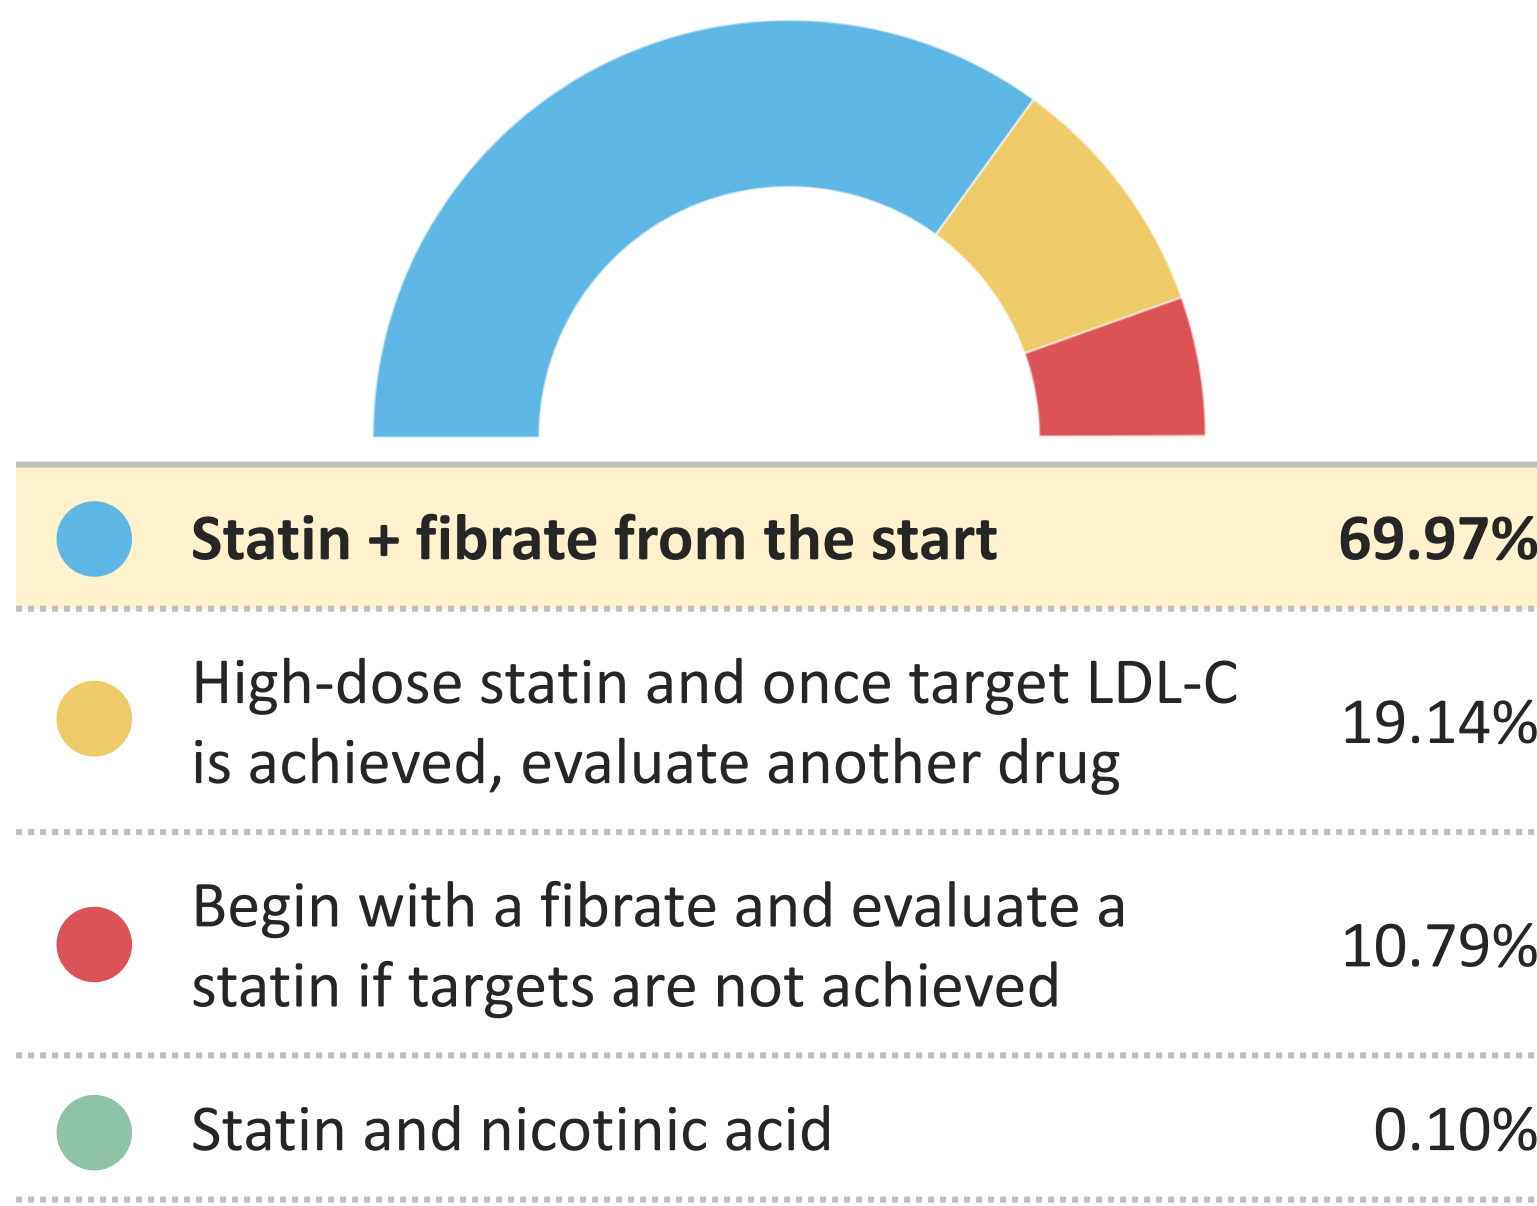 Statin + fibrate from the start 69.97%
High-dose statin and once target LDL-C
is achieved, evaluate another drug
19.14%
Begin with a fibrate and evaluate a
statin if targets are not achieved
10.79%
Statin and nicotinic acid 0.10%